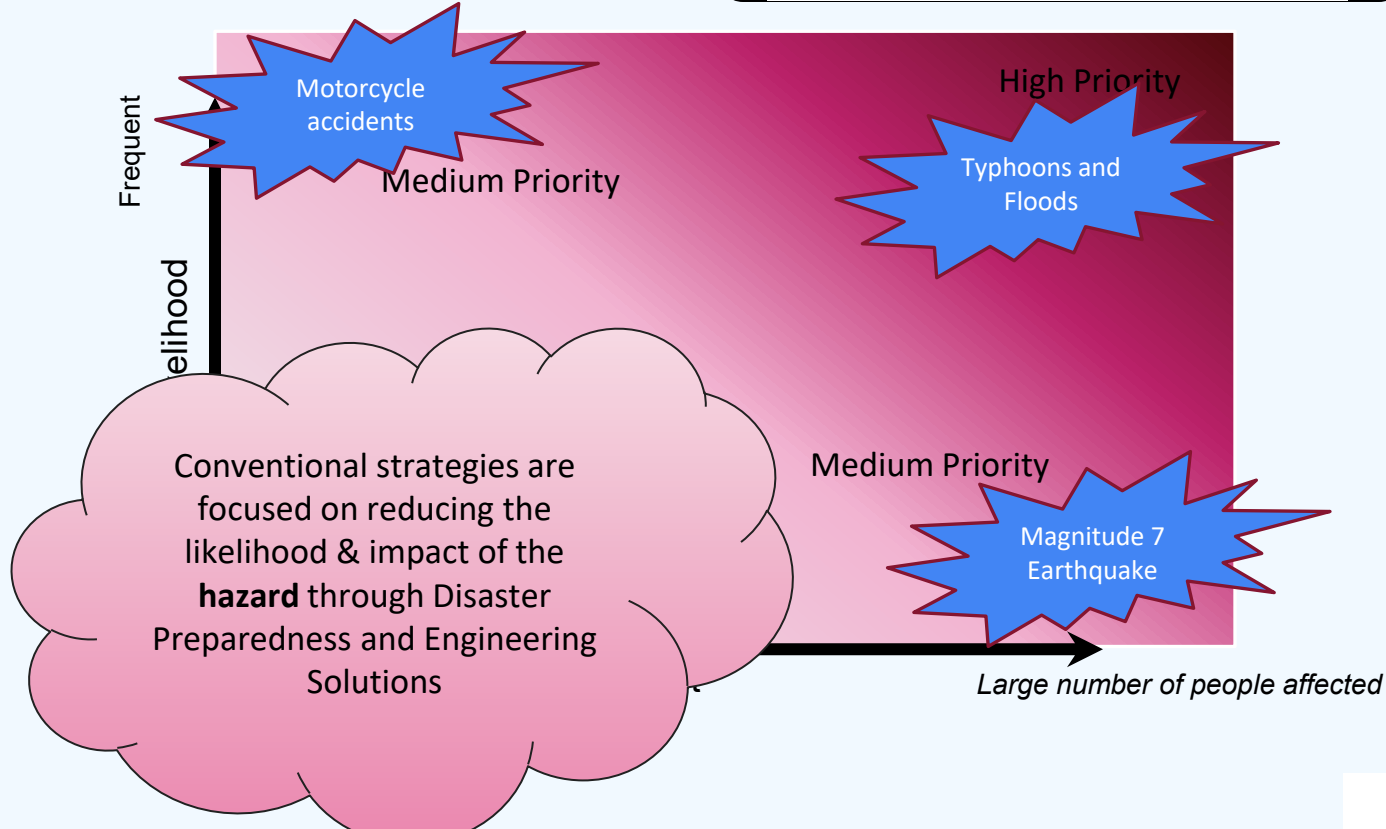 Motorcycle
accidents
High Priority
Typhoons and
Floods
Medium Priority
Frequent
elihood
Medium Priority
Magnitude 7
Earthquake
Conventional strategies are
focused on reducing the
likelihood & impact of the
hazard through Disaster
Preparedness and Engineering
Solutions
Large number of people affected